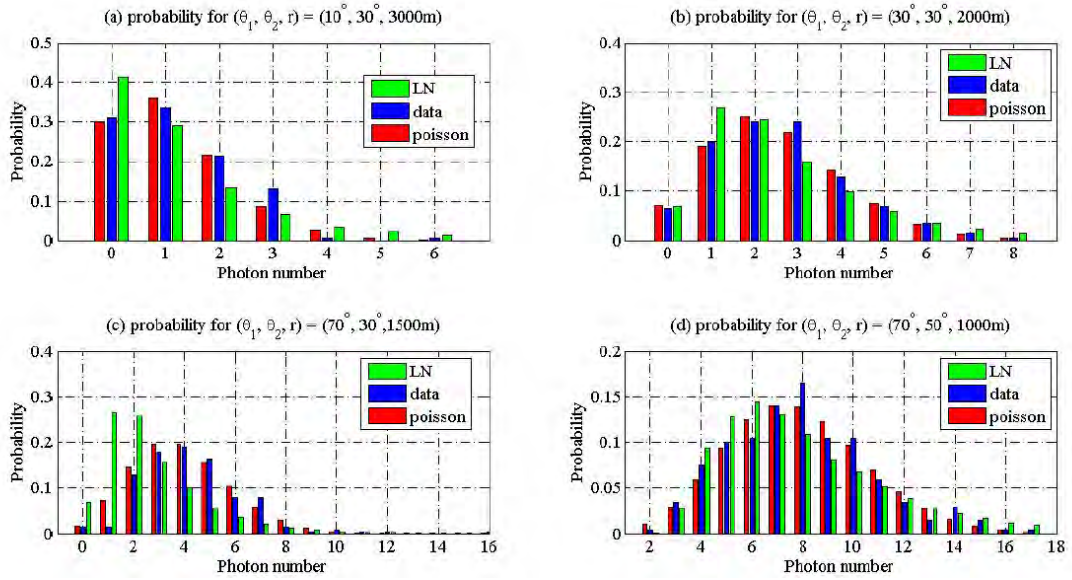 (a) probability for (θ1, θ2, r) = (10°, 30°, 3000m)
0.5
0.4
0.3
0.2
0.1
0
Probability
LN
data
poisson
0 1 2 3 4 5 6
Photon number
(b) probability for (θ1, θ2, r) = (30°, 30°, 2000m)
0.4
0.3
0.2
0.1
0
Probability
LN
data
poisson
0 1 2 3 4 5 6 7 8
Photon number
(c) probability for (θ1, θ2, r) = (70°, 30°,1500m)
0.4
0.3
0.2
0.1
0
Probability
LN
data
poisson
0 2 4 6 8 10 12 14 16
Photon number
(d) probability for (θ1, θ2, r) = (70°, 50°, 1000m)
0.2
0.15
0.1
0.05
0
Probability
LN
data
poisson
2 4 6 8 10 12 14 16 18
Photon number